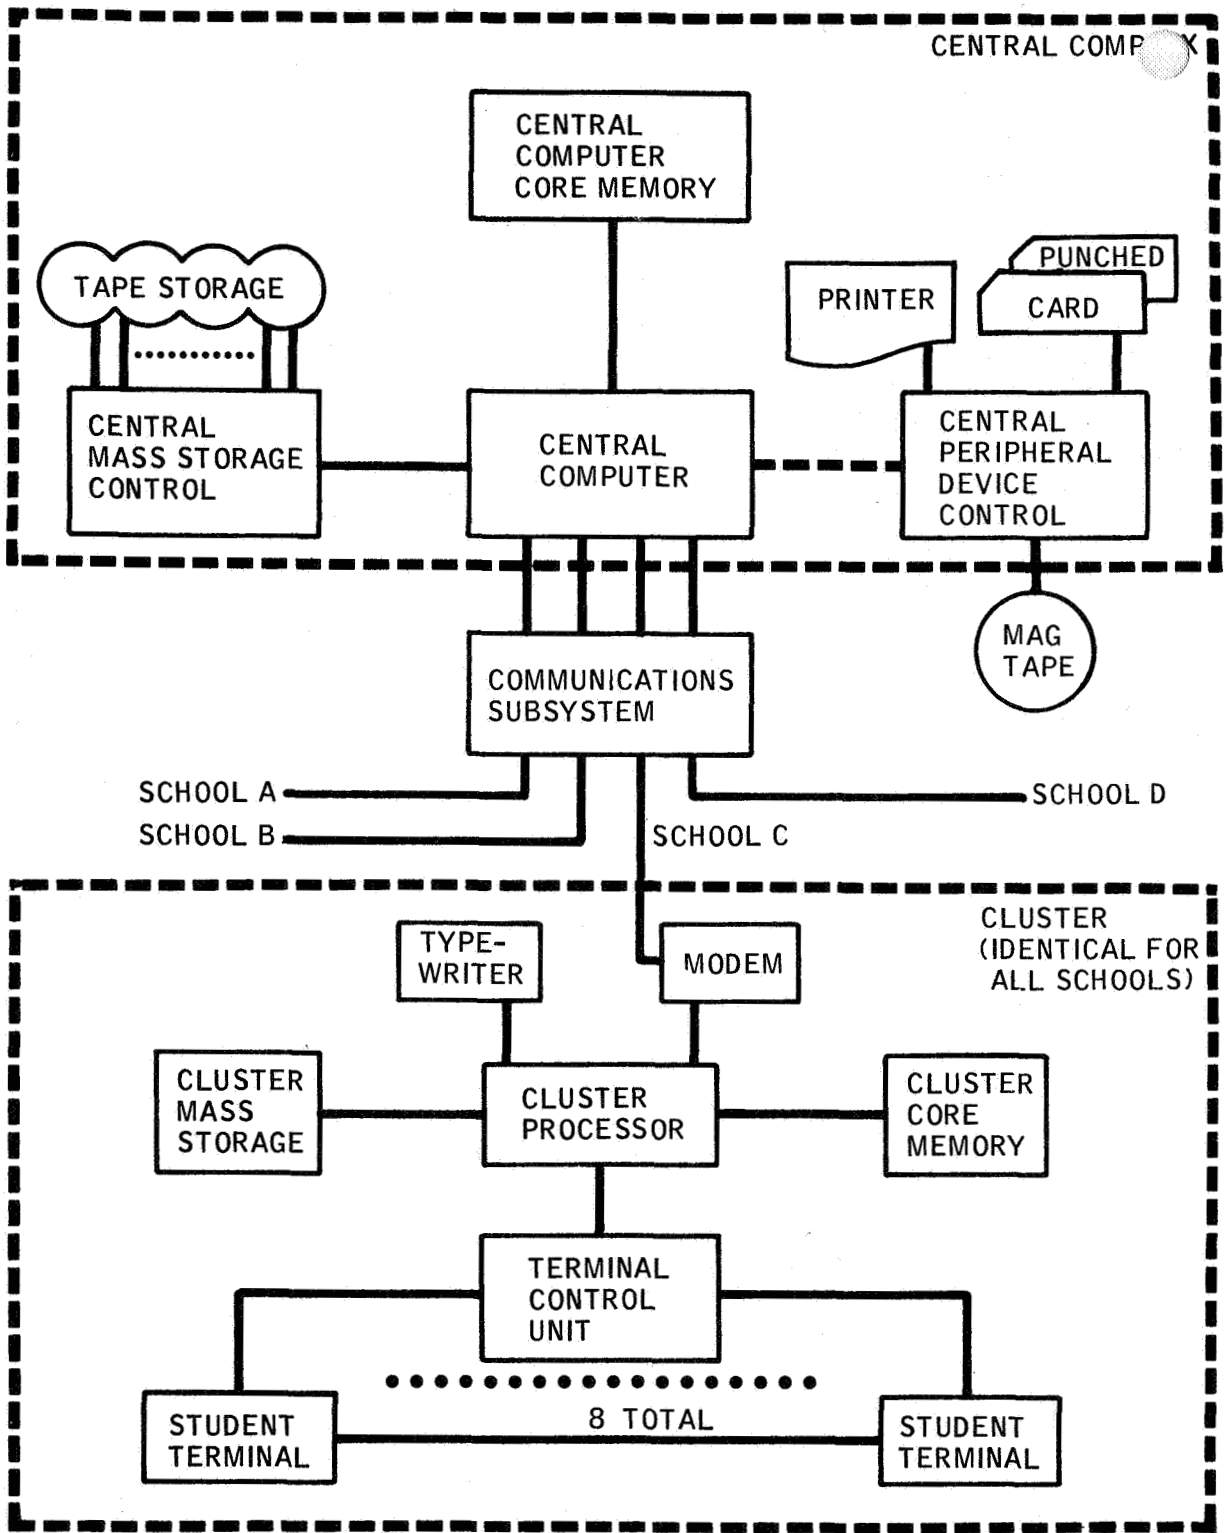 CENTRAL COMP X
CENTRAL
COMPUTER
CORE MEMORY
TAPE STORAGE
PRINTER
PUNCHED
CARD
CENTRAL
MASS STORAGE
CONTROL
CENTRAL
COMPUTER
CENTRAL
PERIPHERAL
DEVICE
CONTROL
COMMUNICATIONS
SUBSYSTEM
MAG
TAPE
SCHOOL A
SCHOOL B
SCHOOL C
SCHOOL D
CLUSTER
(IDENTICAL FOR
ALL SCHOOLS)
TYPE-
WRITER
MODEM
CLUSTER
MASS
STORAGE
CLUSTER
PROCESSOR
CLUSTER
CORE
MEMORY
TERMINAL
CONTROL
UNIT
8 TOTAL
STUDENT
TERMINAL
STUDENT
TERMINAL